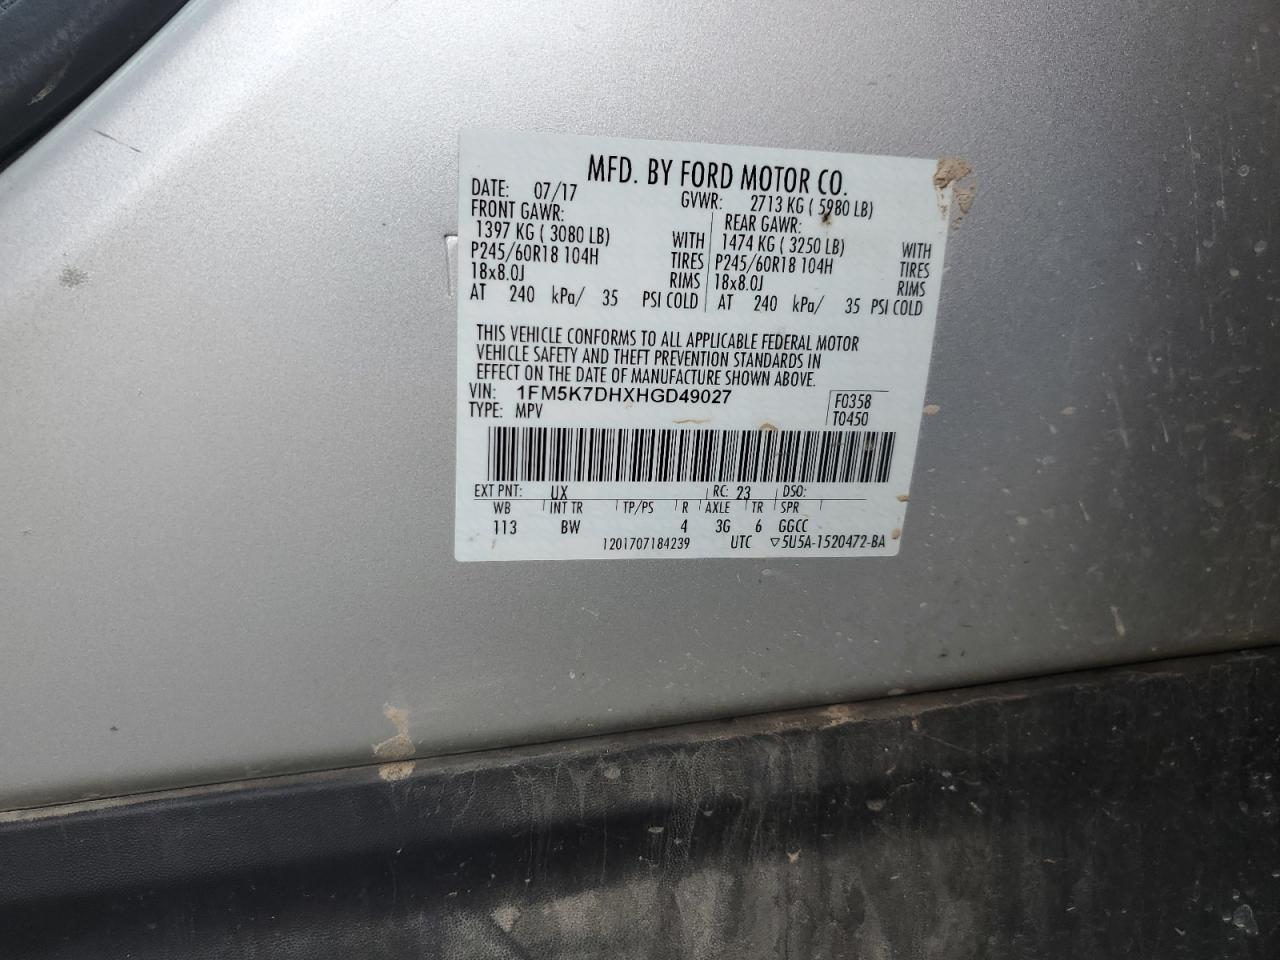 MFD. BY FORD MOTOR CO.
DATE: 07/17 GVWR: 2713 KG ( 5980 LB)
FRONT GAWR: REAR GAWR:
1397 KG ( 3080 LB) WITH 1474 KG ( 3250 LB) WITH
P245/60R18 104H TIRES P245/60R18 104H TIRES
18x8.0J RIMS 18x8.0J RIMS
AT 240 kPa/ 35 PSI COLD AT 240 kPa/ 35 PSI COLD
THIS VEHICLE CONFORMS TO ALL APPLICABLE FEDERAL MOTOR
VEHICLE SAFETY AND THEFT PREVENTION STANDARDS IN
EFFECT ON THE DATE OF MANUFACTURE SHOWN ABOVE.
VIN: 1FM5K7DHXHGD49027 F0358
TYPE: MPV T0450
EXT PNT: UX RC: 23 DSO:
WB INT TR TP/PS R AXLE TR SPR
113 BW 4 3G 6 GGCC
1201707184239 UTC ▽5U5A-1520472-BA